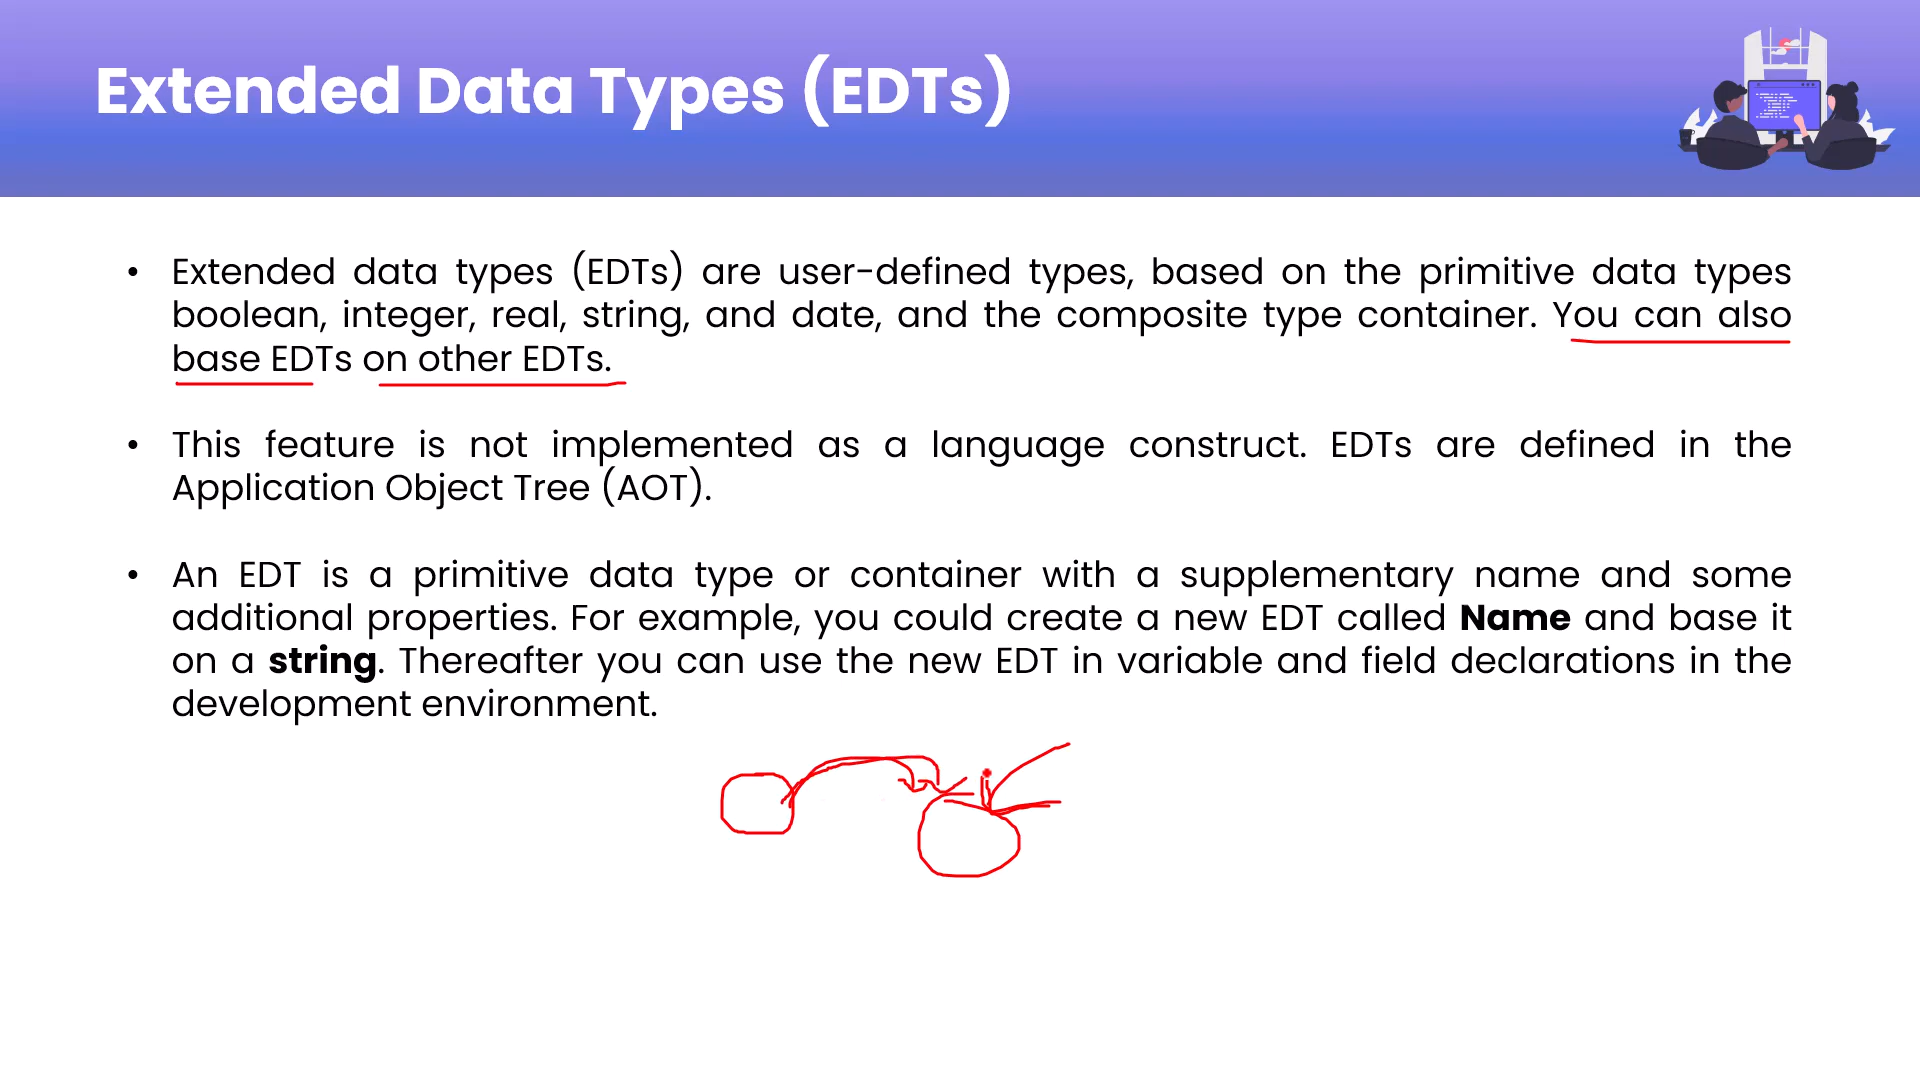 Extended Data Types (EDTs)
• Extended data types (EDTs) are user-defined types, based on the primitive data types
boolean, integer, real, string, and date, and the composite type container. You can also
base EDTs on other EDTs.
• This feature is not implemented as a language construct. EDTs are defined in the
Application Object Tree (AOT).
• An EDT is a primitive data type or container with a supplementary name and some
additional properties. For example, you could create a new EDT called Name and base it
on a string. Thereafter you can use the new EDT in variable and field declarations in the
development environment.